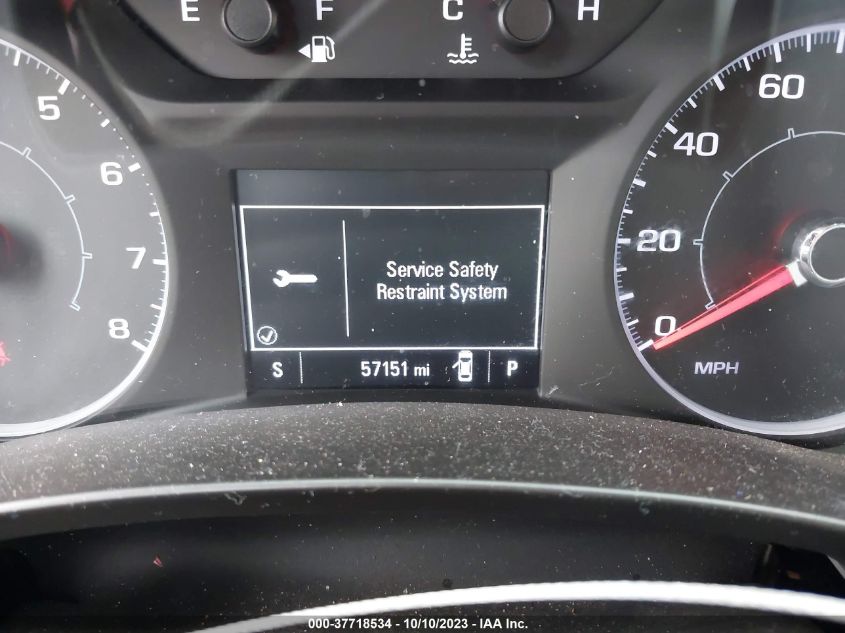 E F C H
5
6
7
8
Service Safety
Restraint System
S 57151 mi P
60
40
20
0
MPH
000-37718534 - 10/10/2023 - IAA Inc.